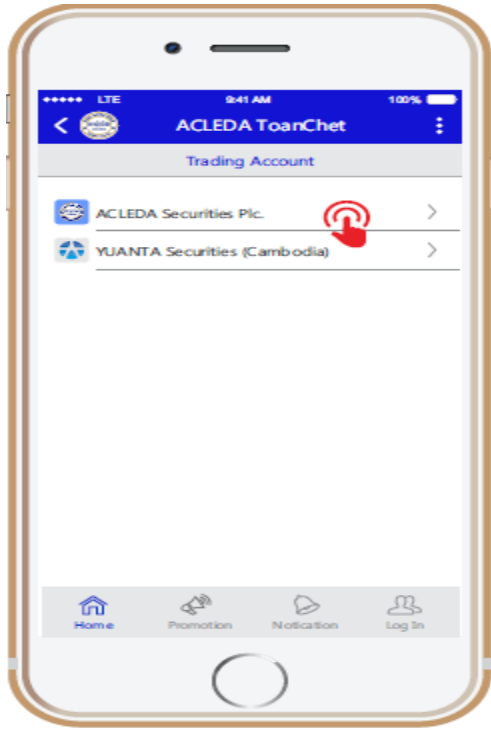 LTE 9:41 AM 100%
ACLEDA ToanChet
Trading Account
ACLEDA Securities Plc.
YUANTA Securities (Cambodia)
Home Promotion Notication Log In